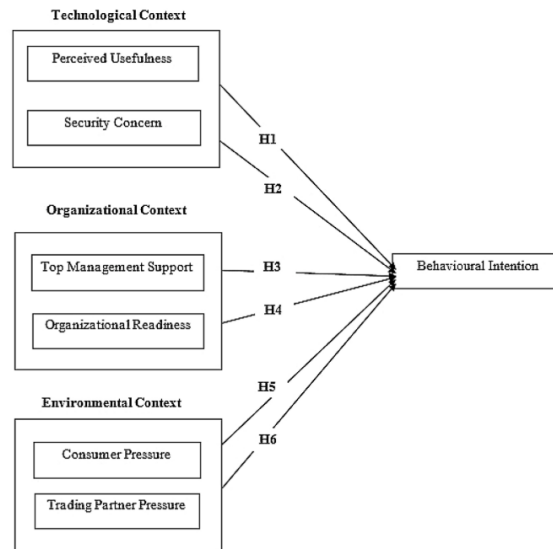 Technological Context
Perceived Usefulness
Security Concern
H1
H2
Organizational Context
Top Management Support
H3
Behavioural Intention
Organizational Readiness
H4
Environmental Context
H5
Consumer Pressure
H6
Trading Partner Pressure